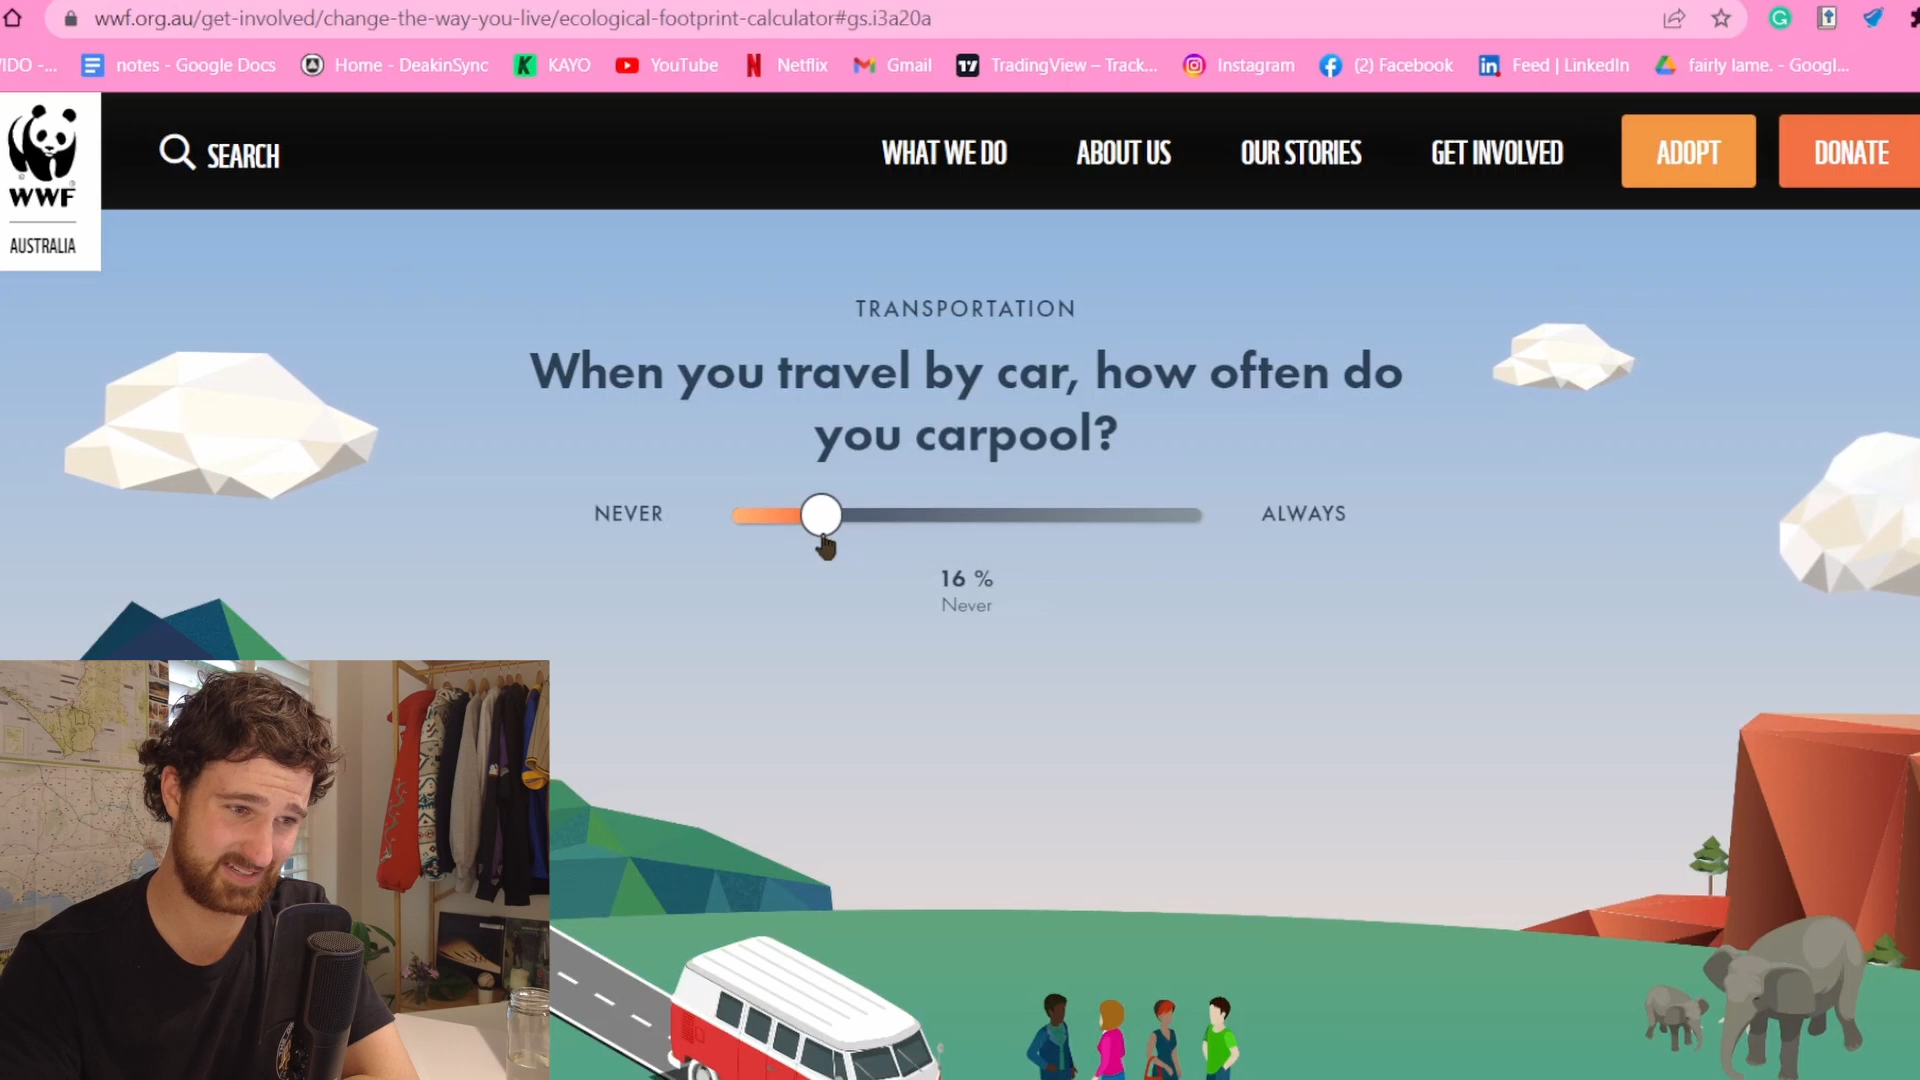 wwf.org.au/get-involved/change-the-way-you-live/ecological-footprint-calculator#gs.i3a20a
IDO -... notes - Google Docs Home - DeakinSync KAYO YouTube Netflix Gmail TradingView – Track... Instagram (2) Facebook Feed | LinkedIn fairly lame. - Googl...
WWF
AUSTRALIA
SEARCH WHAT WE DO ABOUT US OUR STORIES GET INVOLVED ADOPT DONATE
TRANSPORTATION
When you travel by car, how often do
you carpool?
NEVER ALWAYS
16 %
Never